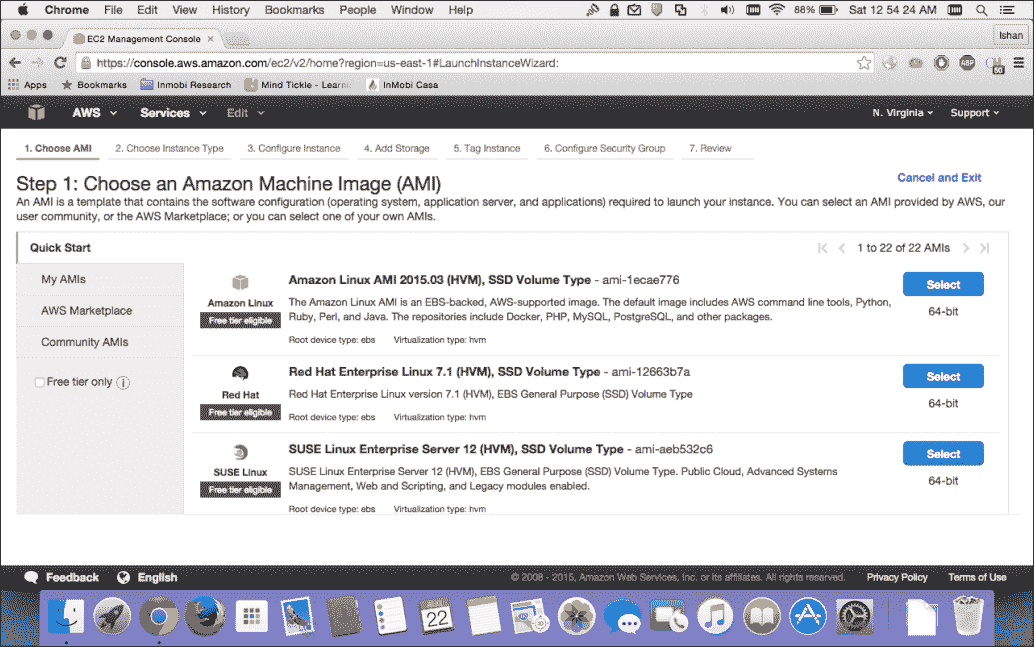 Chrome File Edit View History Bookmarks People Window Help 88% Sat 12 54 24 AM
EC2 Management Console × Ishan
https://console.aws.amazon.com/ec2/v2/home?region=us-east-1#LaunchInstanceWizard:
ABP 50
Apps Bookmarks Inmobi Research Mind Tickle - Learni InMobi Casa
AWS Services Edit N. Virginia Support
1. Choose AMI 2. Choose Instance Type 3. Configure Instance 4. Add Storage 5. Tag Instance 6. Configure Security Group 7. Review
Step 1: Choose an Amazon Machine Image (AMI)
Cancel and Exit
An AMI is a template that contains the software configuration (operating system, application server, and applications) required to launch your instance. You can select an AMI provided by AWS, our
user community, or the AWS Marketplace; or you can select one of your own AMIs.
Quick Start
1 to 22 of 22 AMIs
My AMIs
AWS Marketplace
Community AMIs
Free tier only i
Amazon Linux
Free tier eligible
Amazon Linux AMI 2015.03 (HVM), SSD Volume Type - ami-1ecae776
The Amazon Linux AMI is an EBS-backed, AWS-supported image. The default image includes AWS command line tools, Python,
Ruby, Perl, and Java. The repositories include Docker, PHP, MySQL, PostgreSQL, and other packages.
Root device type: ebs Virtualization type: hvm
Select
64-bit
Red Hat
Free tier eligible
Red Hat Enterprise Linux 7.1 (HVM), SSD Volume Type - ami-12663b7a
Red Hat Enterprise Linux version 7.1 (HVM), EBS General Purpose (SSD) Volume Type
Root device type: ebs Virtualization type: hvm
Select
64-bit
SUSE Linux
Free tier eligible
SUSE Linux Enterprise Server 12 (HVM), SSD Volume Type - ami-aeb532c6
SUSE Linux Enterprise Server 12 (HVM), EBS General Purpose (SSD) Volume Type. Public Cloud, Advanced Systems
Management, Web and Scripting, and Legacy modules enabled.
Root device type: ebs Virtualization type: hvm
Select
64-bit
Feedback English © 2008 - 2015, Amazon Web Services, Inc. or its affiliates. All rights reserved. Privacy Policy Terms of Use
22